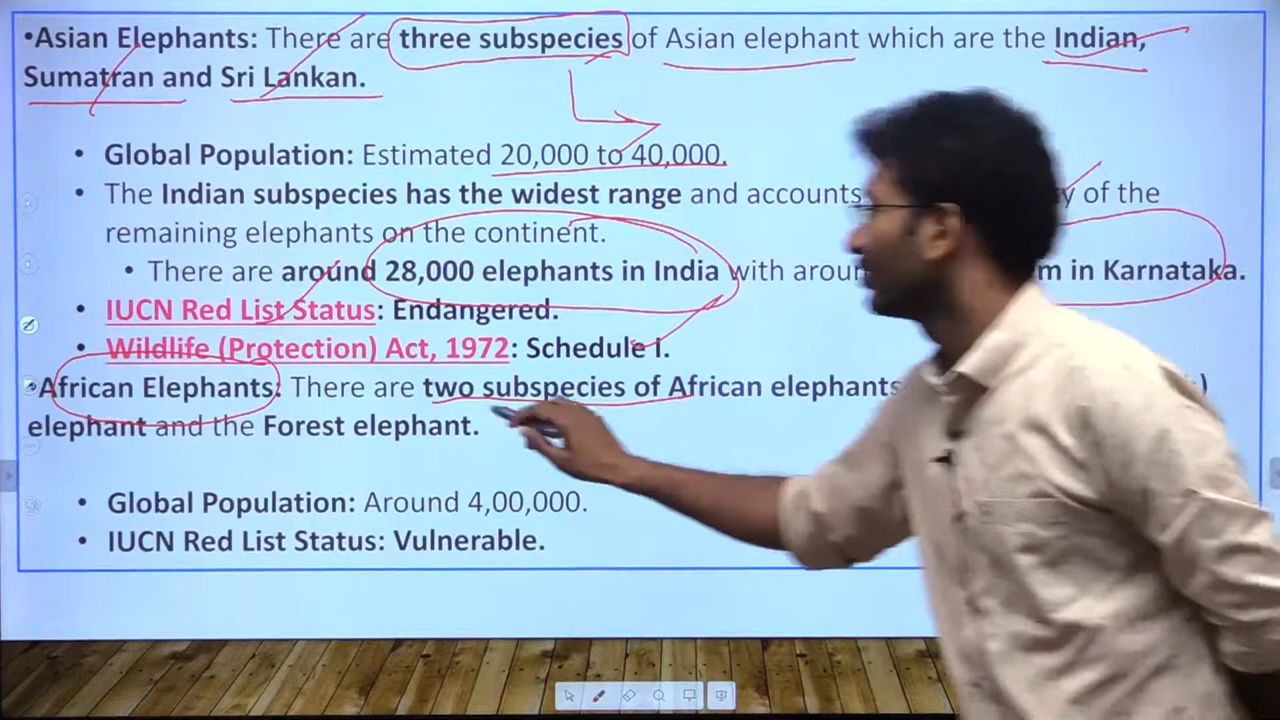 •Asian Elephants: There are three subspecies of Asian elephant which are the Indian,
Sumatran and Sri Lankan.
• Global Population: Estimated 20,000 to 40,000.
• The Indian subspecies has the widest range and accounts of the
remaining elephants on the continent.
• There are around 28,000 elephants in India with in Karnataka.
• IUCN Red List Status: Endangered.
• Wildlife (Protection) Act, 1972: Schedule I.
•African Elephants: There are two subspecies of African elephants
elephant and the Forest elephant.
• Global Population: Around 4,00,000.
• IUCN Red List Status: Vulnerable.